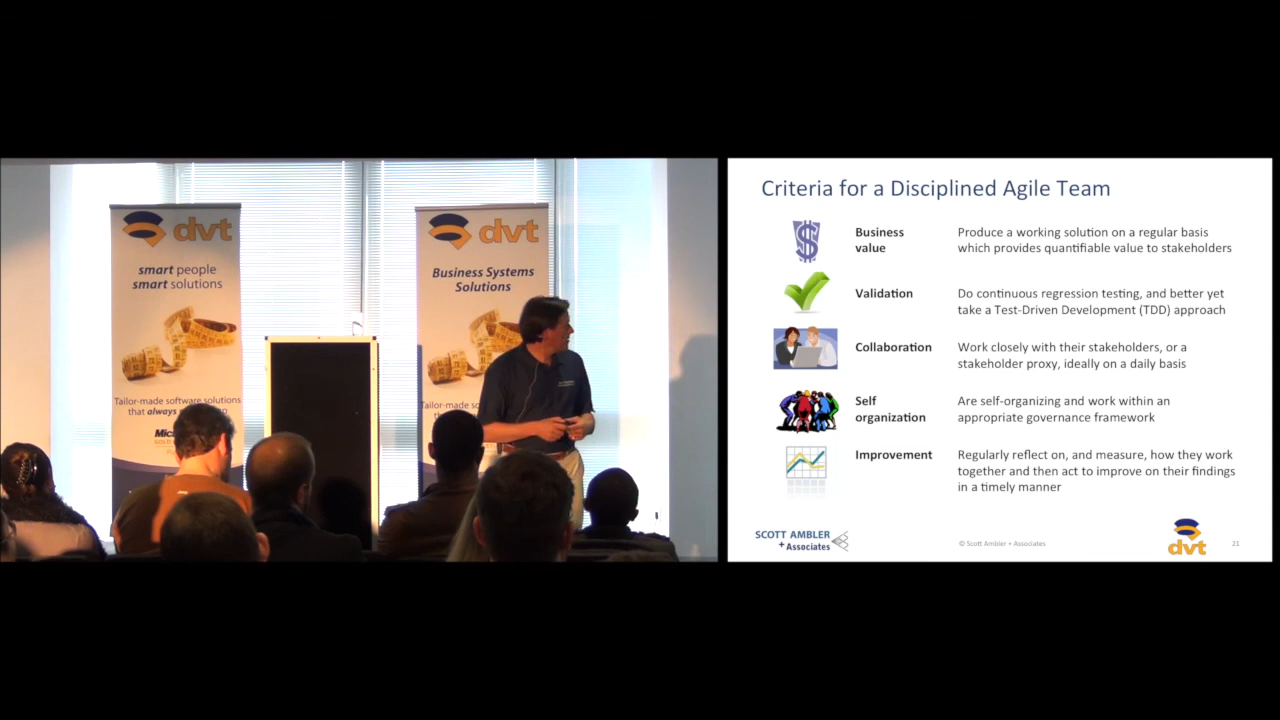 dvt
smart people
smart solutions
Tailor-made software solutions
that always
dvt
Business Systems
Solutions
Tailor-made so
Criteria for a Disciplined Agile Team
Business
value
Produce a working solution on a regular basis
which provides quantifiable value to stakeholders
Validation
Do continuous regression testing, and better yet
take a Test-Driven Development (TDD) approach
Collaboration
Work closely with their stakeholders, or a
stakeholder proxy, ideally on a daily basis
Self
organization
Are self-organizing and work within an
appropriate governance framework
Improvement
Regularly reflect on, and measure, how they work
together and then act to improve on their findings
in a timely manner
SCOTT AMBLER
+ Associates
© Scott Ambler + Associates
dvt
21